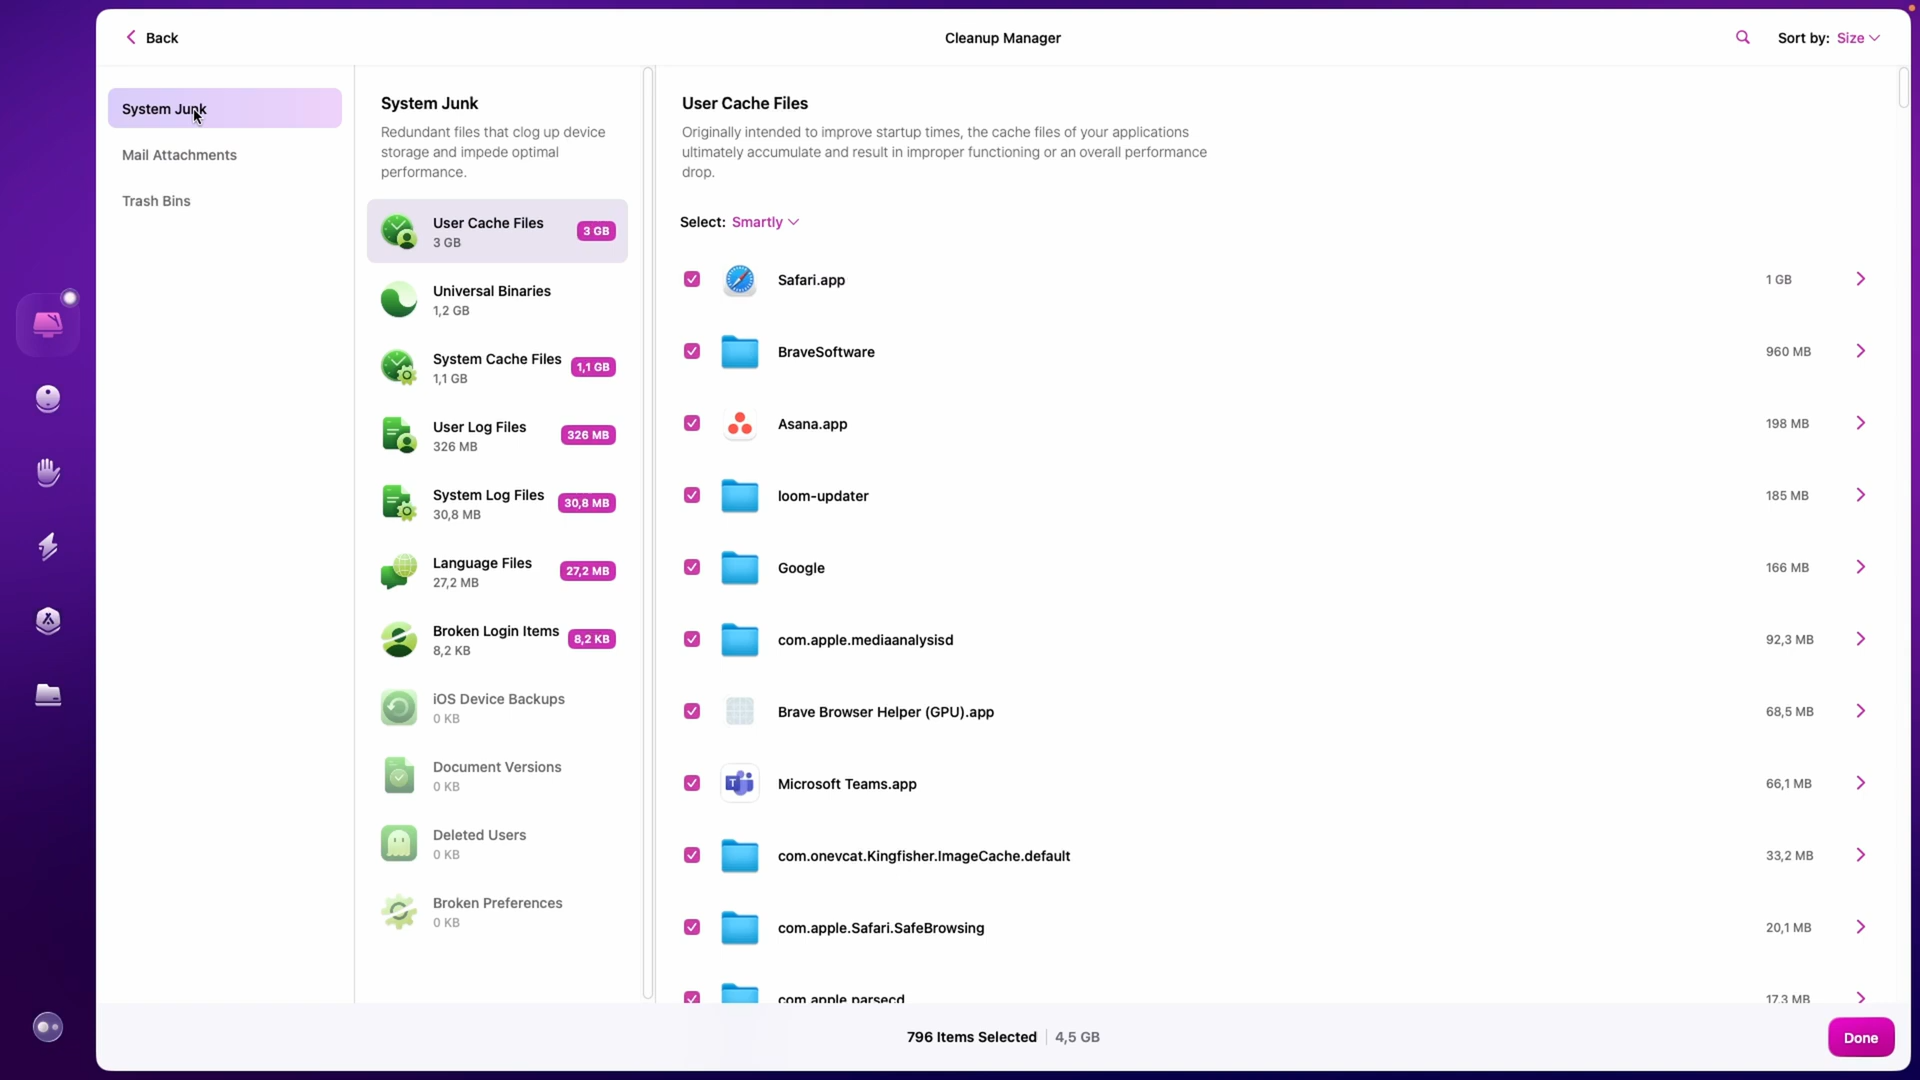 Back
Cleanup Manager
Sort by: Size
System Junk
Mail Attachments
Trash Bins
System Junk
Redundant files that clog up device
storage and impede optimal
performance.
User Cache Files
3 GB
3 GB
Universal Binaries
1,2 GB
System Cache Files
1,1 GB
1,1 GB
User Log Files
326 MB
326 MB
System Log Files
30,8 MB
30,8 MB
Language Files
27,2 MB
27,2 MB
Broken Login Items
8,2 KB
8,2 KB
iOS Device Backups
0 KB
Document Versions
0 KB
Deleted Users
0 KB
Broken Preferences
0 KB
User Cache Files
Originally intended to improve startup times, the cache files of your applications
ultimately accumulate and result in improper functioning or an overall performance
drop.
Select: Smartly
Safari.app 1 GB
BraveSoftware 960 MB
Asana.app 198 MB
loom-updater 185 MB
Google 166 MB
com.apple.mediaanalysisd 92,3 MB
Brave Browser Helper (GPU).app 68,5 MB
Microsoft Teams.app 66,1 MB
com.onevcat.Kingfisher.ImageCache.default 33,2 MB
com.apple.Safari.SafeBrowsing 20,1 MB
com.apple.parsecd 17,3 MB
796 Items Selected 4,5 GB
Done